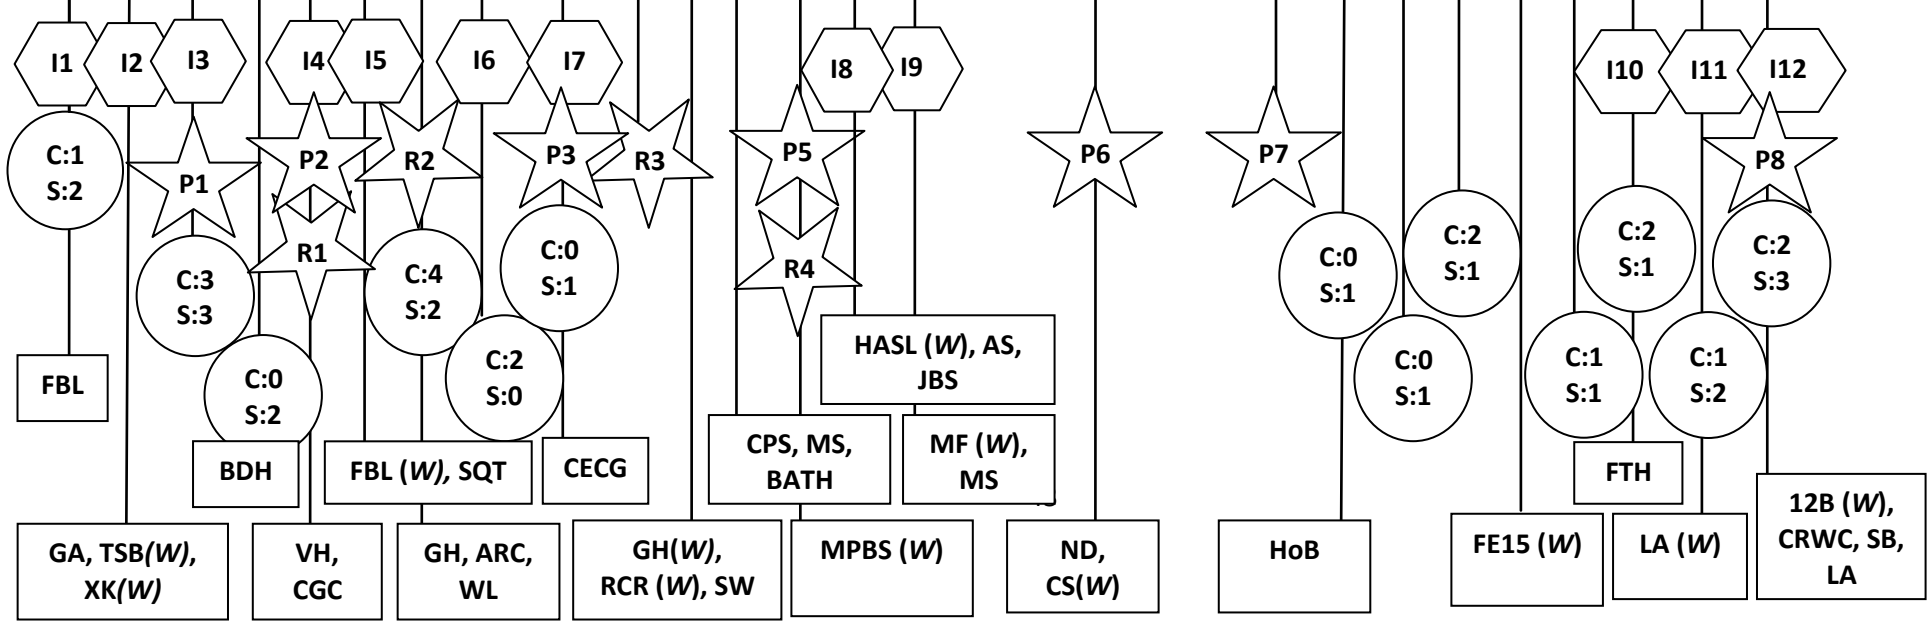 I1
I2
I3
I4
I5
I6
I7
I8
I9
I10
I11
I12
C:1
S:2
P1
P2
R2
P3
R3
P5
P6
P7
P8
R1
R4
C:3
S:3
C:4
S:2
C:0
S:1
C:0
S:1
C:2
S:1
C:2
S:1
C:2
S:3
C:0
S:2
C:2
S:0
C:0
S:1
C:1
S:1
C:1
S:2
FBL
HASL (W), AS,
JBS
BDH
FBL (W), SQT
CECG
CPS, MS,
BATH
MF (W),
MS
FTH
12B (W),
CRWC, SB,
LA
GA, TSB(W),
XK(W)
VH,
CGC
GH, ARC,
WL
GH(W),
RCR (W), SW
MPBS (W)
ND,
CS(W)
HoB
FE15 (W)
LA (W)